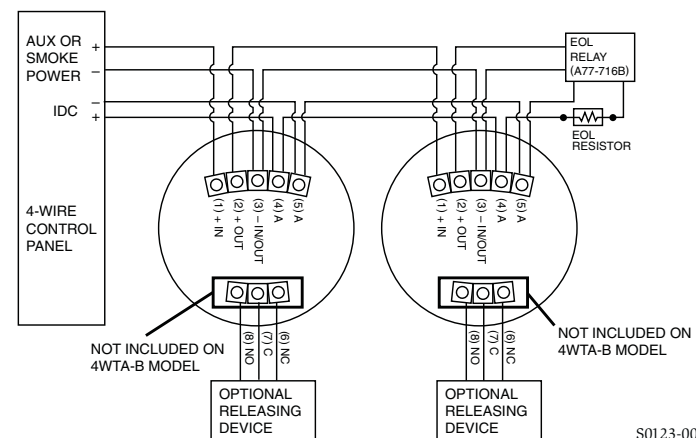 AUX OR
SMOKE
POWER
+
–
IDC
–
+
4-WIRE
CONTROL
PANEL
EOL
RELAY
(A77-716B)
EOL
RESISTOR
(1) + IN
(2) + OUT
(3) – IN/OUT
(4) A
(5) A
(1) + IN
(2) + OUT
(3) – IN/OUT
(4) A
(5) A
NOT INCLUDED ON
4WTA-B MODEL
(8) NO
(7) C
(6) NC
(8) NO
(7) C
(6) NC
NOT INCLUDED ON
4WTA-B MODEL
OPTIONAL
RELEASING
DEVICE
OPTIONAL
RELEASING
DEVICE
S0123-00